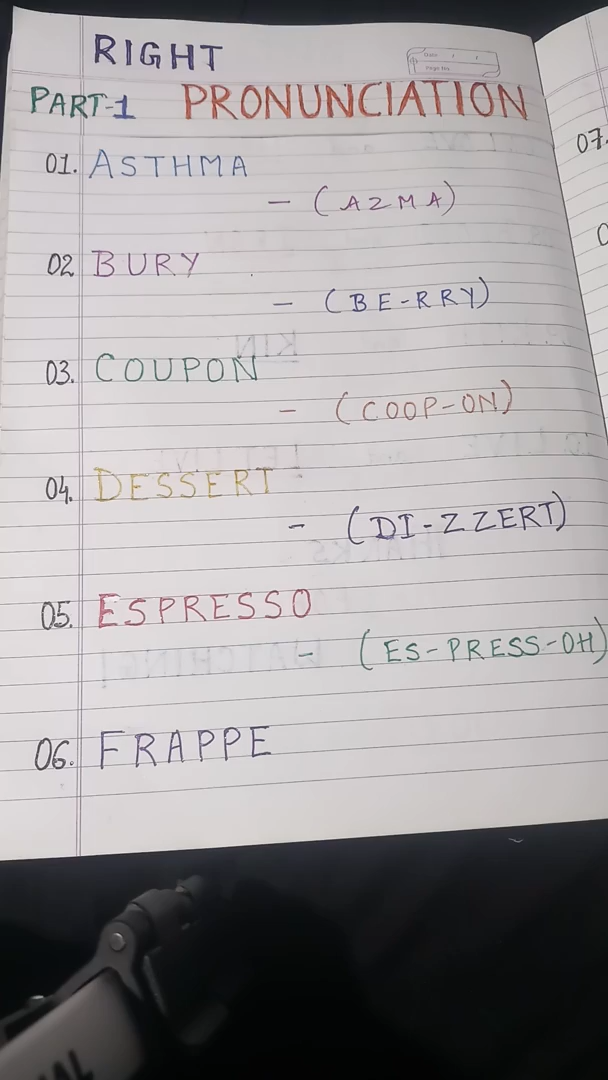 RIGHT
PART-1 PRONUNCIATION
01. ASTHMA
- (AZMA)
02 BURY
- (BE-RRY)
03. COUPON
- (COOP-ON)
04. DESSERT
- (DI-ZZERT)
05. ESPRESSO
- (ES-PRESS-OH)
06. FRAPPE
07.